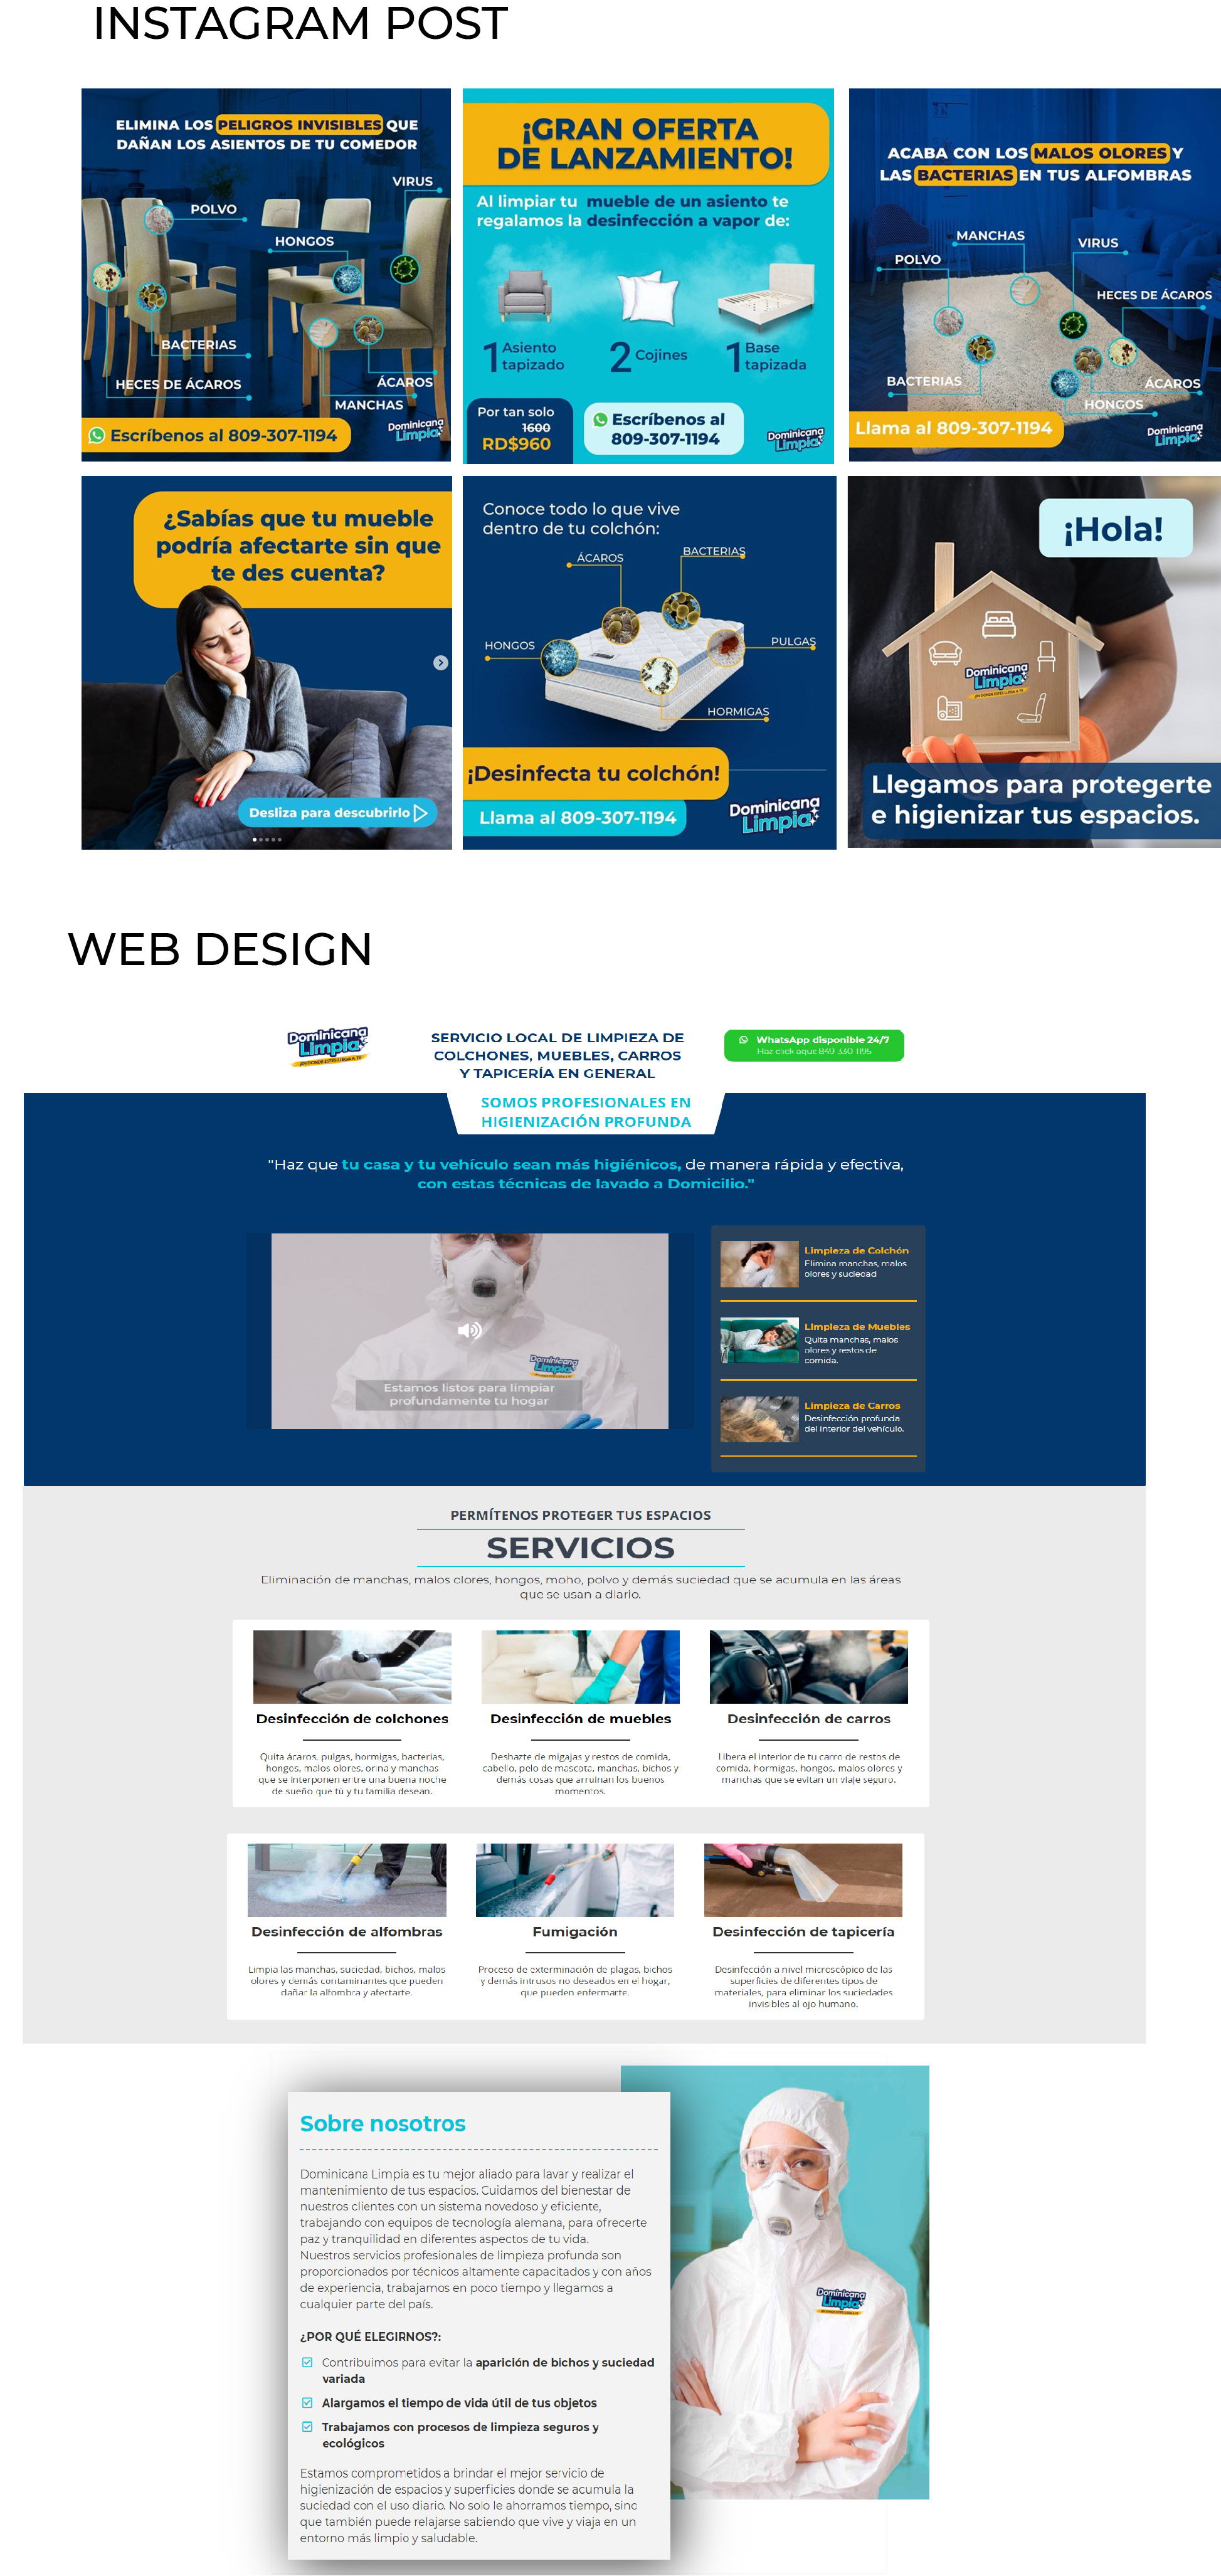 INSTAGRAM POST
ELIMINA LOS PELIGROS INVISIBLES QUE
DAÑAN LOS ASIENTOS DE TU COMEDOR
VIRUS
POLVO
HONGOS
BACTERIAS
HECES DE ÁCAROS
ÁCAROS
MANCHAS
Escríbenos al 809-307-1194
Dominicana
Limpia
¡GRAN OFERTA
DE LANZAMIENTO!
Al limpiar tu mueble de un asiento te
regalamos la desinfección a vapor de:
1 Asiento
tapizado
2 Cojines
1 Base
tapizada
Por tan solo
1600
RD$960
Escríbenos al
809-307-1194
Dominicana
Limpia
ACABA CON LOS MALOS OLORES Y
LAS BACTERIAS EN TUS ALFOMBRAS
MANCHAS
VIRUS
POLVO
HECES DE ÁCAROS
BACTERIAS
ÁCAROS
HONGOS
Llama al 809-307-1194
Dominicana
Limpia
¿Sabías que tu mueble
podría afectarte sin que
te des cuenta?
Desliza para descubrirlo
Conoce todo lo que vive
dentro de tu colchón:
ÁCAROS
BACTERIAS
HONGOS
PULGAS
HORMIGAS
¡Desinfecta tu colchón!
Llama al 809-307-1194
Dominicana
Limpia
¡Hola!
Dominicana
Limpia
Llegamos para protegerte
e higienizar tus espacios.
WEB DESIGN
Dominicana
Limpia
SERVICIO LOCAL DE LIMPIEZA DE
COLCHONES, MUEBLES, CARROS
Y TAPICERÍA EN GENERAL
WhatsApp disponible 24/7
Haz click aquí: 849 330 1195
SOMOS PROFESIONALES EN
HIGIENIZACIÓN PROFUNDA
"Haz que tu casa y tu vehículo sean más higiénicos, de manera rápida y efectiva,
con estas técnicas de lavado a Domicilio."
Dominicana
Limpia
Estamos listos para limpiar
profundamente tu hogar
Limpieza de Colchón
Elimina manchas, malos
olores y suciedad
Limpieza de Muebles
Quita manchas, malos
olores y restos de
comida.
Limpieza de Carros
Desinfección profunda
del interior del vehículo.
PERMÍTENOS PROTEGER TUS ESPACIOS
SERVICIOS
Eliminación de manchas, malos olores, hongos, moho, polvo y demás suciedad que se acumula en las áreas
que se usan a diario.
Desinfección de colchones
Quita ácaros, pulgas, hormigas, bacterias,
hongos, malos olores, orina y manchas
que se interponen entre una buena noche
de sueño que tú y tu familia desean.
Desinfección de muebles
Deshazte de migajas y restos de comida,
cabello, pelo de mascota, manchas, bichos y
demás cosas que arruinan los buenos
momentos.
Desinfección de carros
Libera el interior de tu carro de restos de
comida, hormigas, hongos, malos olores y
manchas que se evitan un viaje seguro.
Desinfección de alfombras
Limpia las manchas, suciedad, bichos, malos
olores y demás contaminantes que pueden
dañar la alfombra y afectarte.
Fumigación
Proceso de exterminación de plagas, bichos
y demás intrusos no deseados en el hogar,
que pueden enfermarte.
Desinfección de tapicería
Desinfección a nivel microscópico de las
superficies de diferentes tipos de
materiales, para eliminar los suciedades
invisibles al ojo humano.
Sobre nosotros
Dominicana Limpia es tu mejor aliado para lavar y realizar el
mantenimiento de tus espacios. Cuidamos del bienestar de
nuestros clientes con un sistema novedoso y eficiente,
trabajando con equipos de tecnología alemana, para ofrecerte
paz y tranquilidad en diferentes aspectos de tu vida.
Nuestros servicios profesionales de limpieza profunda son
proporcionados por técnicos altamente capacitados y con años
de experiencia, trabajamos en poco tiempo y llegamos a
cualquier parte del país.
¿POR QUÉ ELEGIRNOS?:
Contribuimos para evitar la aparición de bichos y suciedad
variada
Alargamos el tiempo de vida útil de tus objetos
Trabajamos con procesos de limpieza seguros y
ecológicos
Estamos comprometidos a brindar el mejor servicio de
higienización de espacios y superficies donde se acumula la
suciedad con el uso diario. No solo le ahorramos tiempo, sino
que también puede relajarse sabiendo que vive y viaja en un
entorno más limpio y saludable.
Dominicana
Limpia